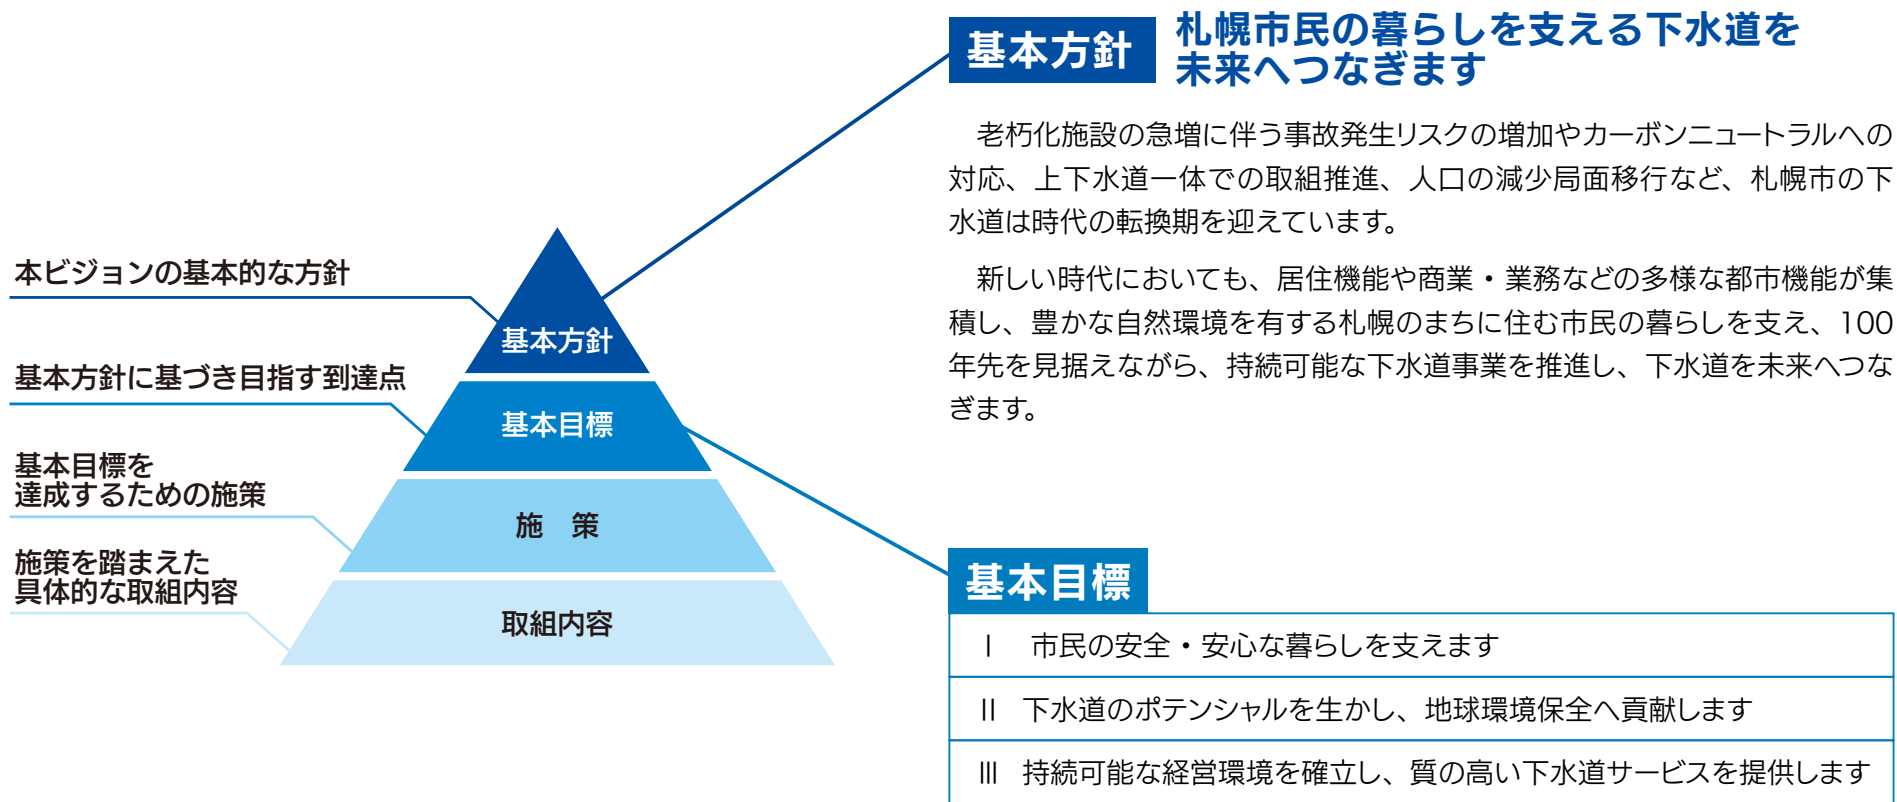 基本方針
札幌市民の暮らしを支える下水道を
未来へつなぎます
老朽化施設の急増に伴う事故発生リスクの増加やカーボンニュートラルへの
対応、上下水道一体での取組推進、人口の減少局面移行など、札幌市の下
水道は時代の転換期を迎えています。
新しい時代においても、居住機能や商業・業務などの多様な都市機能が集
積し、豊かな自然環境を有する札幌のまちに住む市民の暮らしを支え、100
年先を見据えながら、持続可能な下水道事業を推進し、下水道を未来へつな
ぎます。
本ビジョンの基本的な方針
基本方針に基づき目指す到達点
基本目標を
達成するための施策
施策を踏まえた
具体的な取組内容
基本方針
基本目標
施　策
取組内容
基本目標
Ⅰ　市民の安全・安心な暮らしを支えます
Ⅱ　下水道のポテンシャルを生かし、地球環境保全へ貢献します
Ⅲ　持続可能な経営環境を確立し、質の高い下水道サービスを提供します